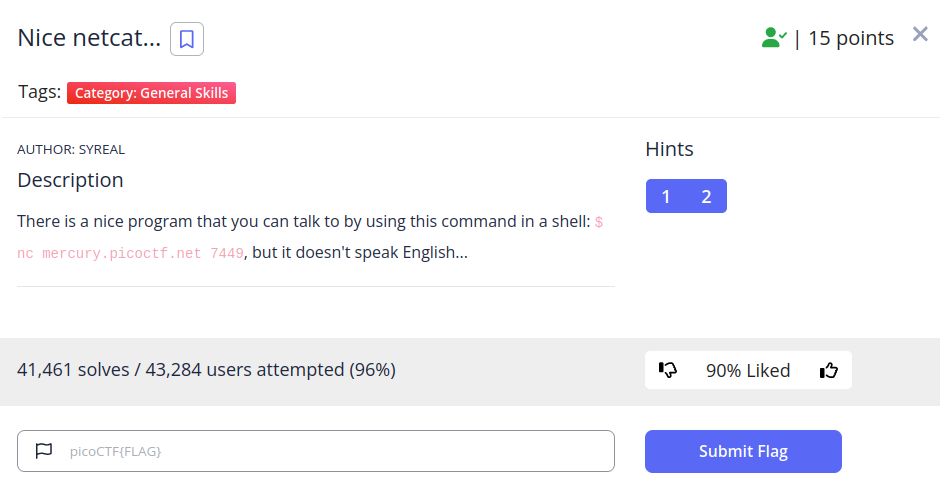 Nice netcat...
| 15 points
Tags: Category: General Skills
AUTHOR: SYREAL
Description
There is a nice program that you can talk to by using this command in a shell: $
nc mercury.picoctf.net 7449, but it doesn't speak English...
Hints
1 2
41,461 solves / 43,284 users attempted (96%)
90% Liked
picoCTF{FLAG}
Submit Flag